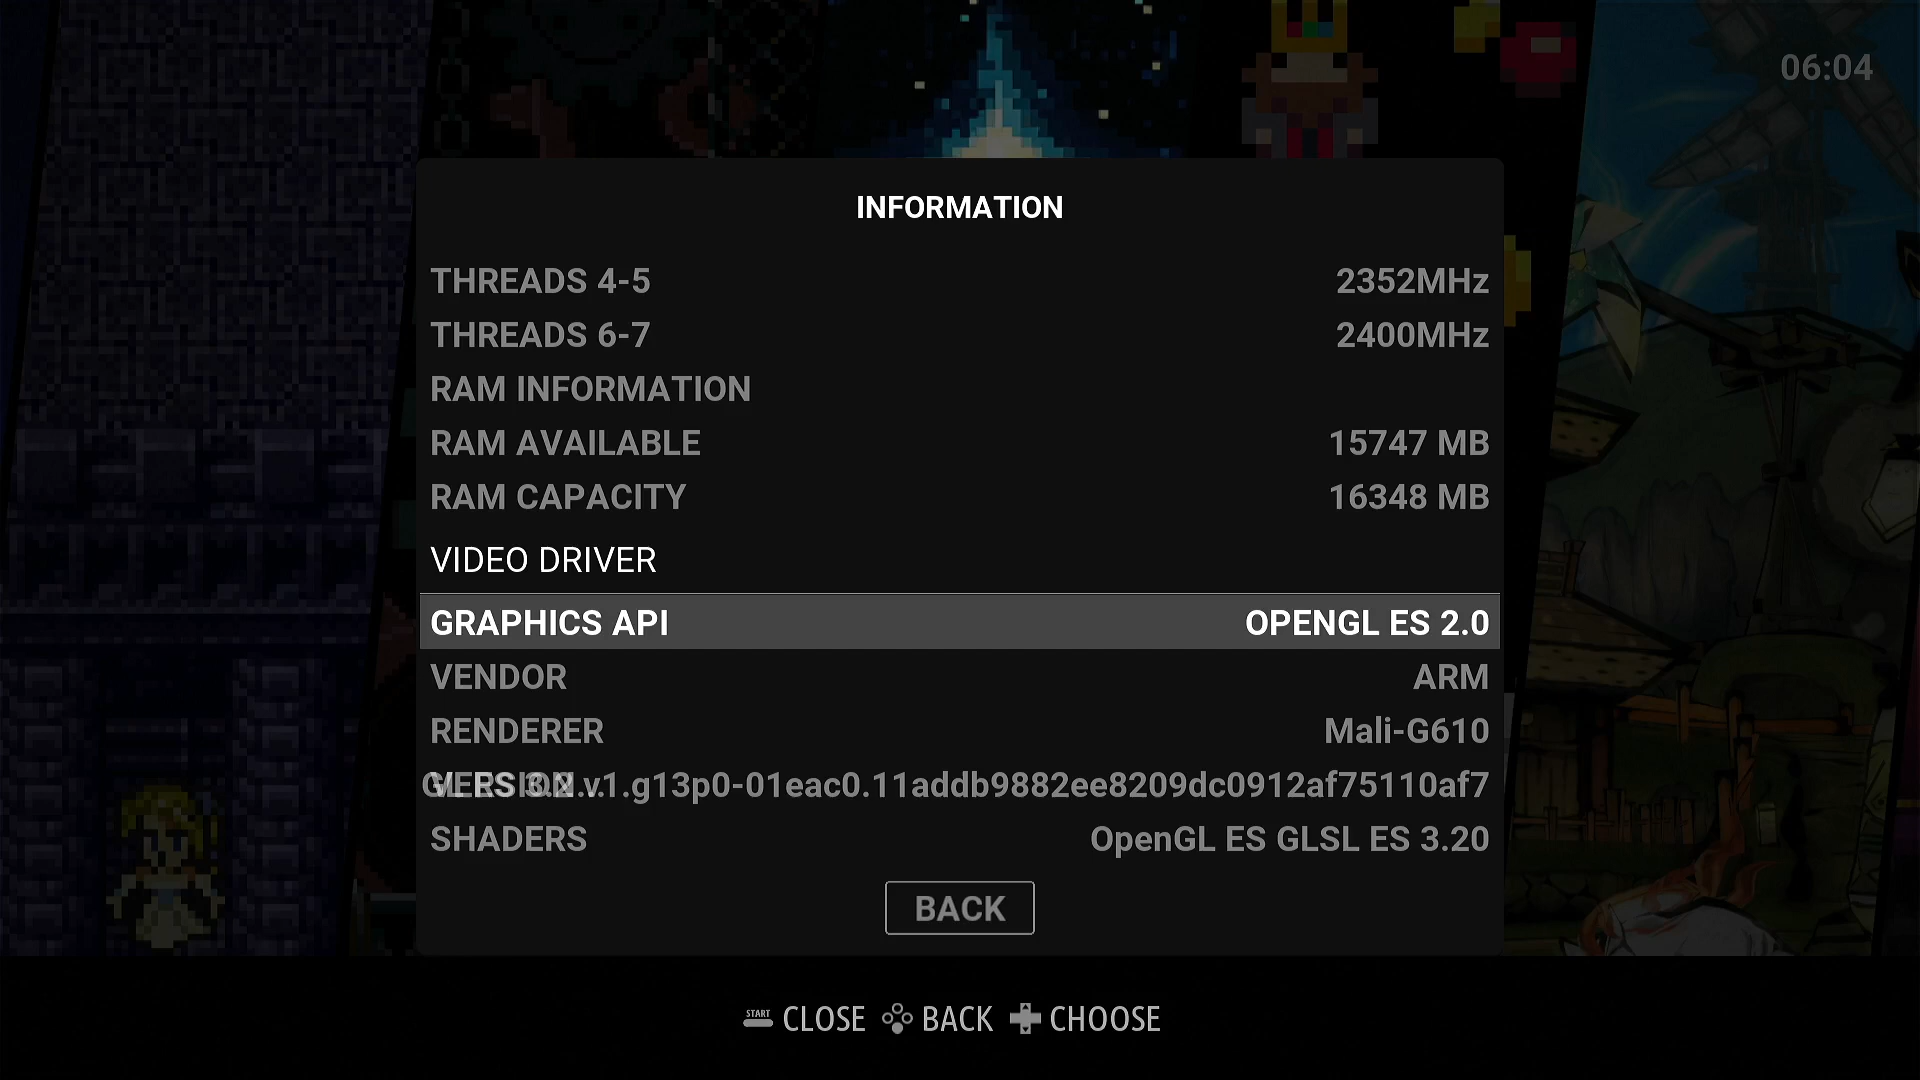 06:04
INFORMATION
THREADS 4-5 2352MHz
THREADS 6-7 2400MHz
RAM INFORMATION
RAM AVAILABLE 15747 MB
RAM CAPACITY 16348 MB
VIDEO DRIVER
GRAPHICS API OPENGL ES 2.0
VENDOR ARM
RENDERER Mali-G610
VERSION .v1.g13p0-01eac0.11addb9882ee8209dc0912af75110af7
SHADERS OpenGL ES GLSL ES 3.20
BACK
START CLOSE BACK CHOOSE